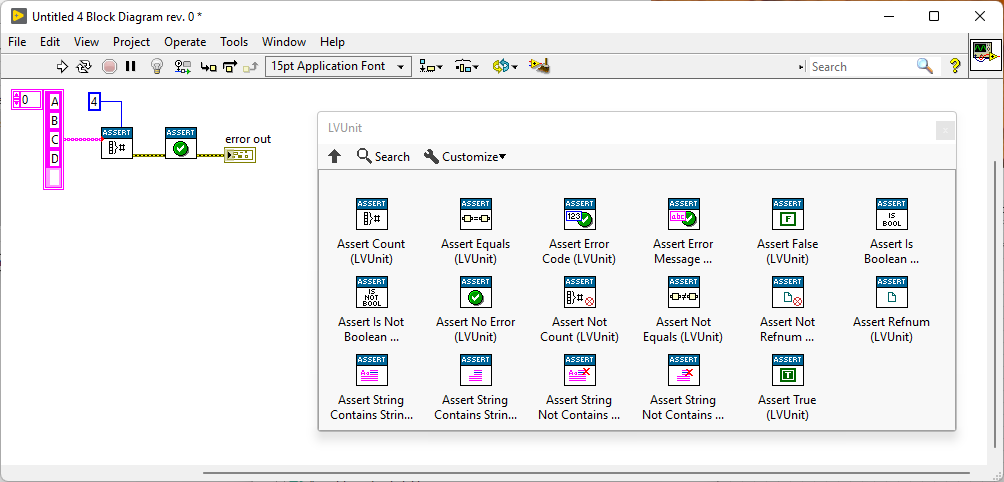 Untitled 4 Block Diagram rev. 0 *
File Edit View Project Operate Tools Window Help
15pt Application Font
Search
?
0
A
B
C
D
4
ASSERT
#
ASSERT
error out
LVUnit
Search
Customize
ASSERT ASSERT ASSERT ASSERT ASSERT ASSERT
# = 123 abc F IS BOOL
Assert Count Assert Equals Assert Error Assert Error Assert False Assert Is
(LVUnit) (LVUnit) Code (LVUnit) Message ... (LVUnit) Boolean ...
ASSERT ASSERT ASSERT ASSERT ASSERT ASSERT
IS NOT BOOL # ≠
Assert Is Not Assert No Error Assert Not Assert Not Assert Not Assert Refnum
Boolean ... (LVUnit) Count (LVUnit) Equals (LVUnit) Refnum ... (LVUnit)
ASSERT ASSERT ASSERT ASSERT ASSERT
Aa Aa T
Assert String Assert String Assert String Assert String Assert True
Contains Strin... Contains Strin... Not Contains ... Not Contains ... (LVUnit)